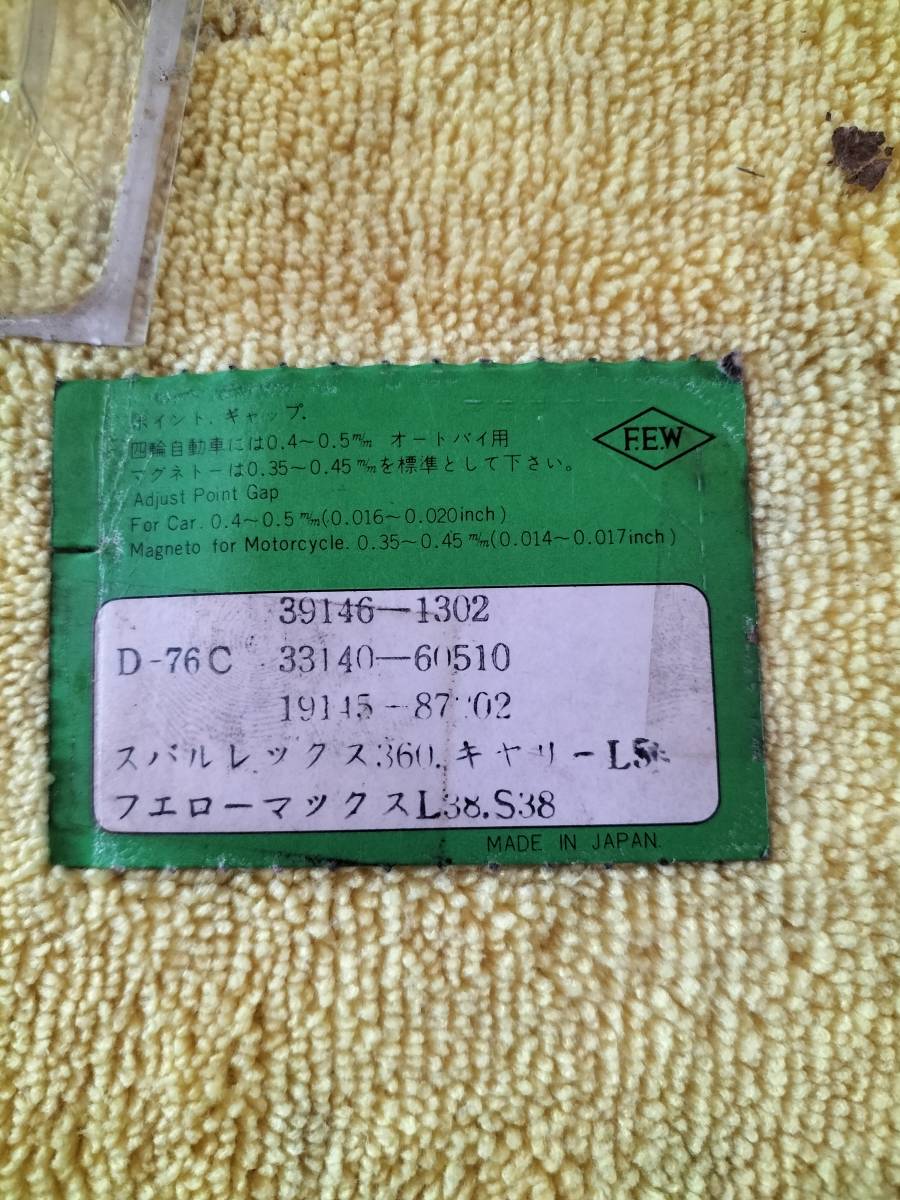 ポイント.ギャップ.
四輪自動車には0.4~0.5m/m オートバイ用
マグネトーは0.35~0.45m/mを標準として下さい。
Adjust Point Gap
For Car. 0.4~0.5m/m(0.016~0.020inch)
Magneto for Motorcycle. 0.35~0.45m/m(0.014~0.017inch)
F.E.W
39146-1302
D-76C 33140-60510
スバルレックス360.キヤリー
フエローマックスL38.S38
MADE IN JAPAN.